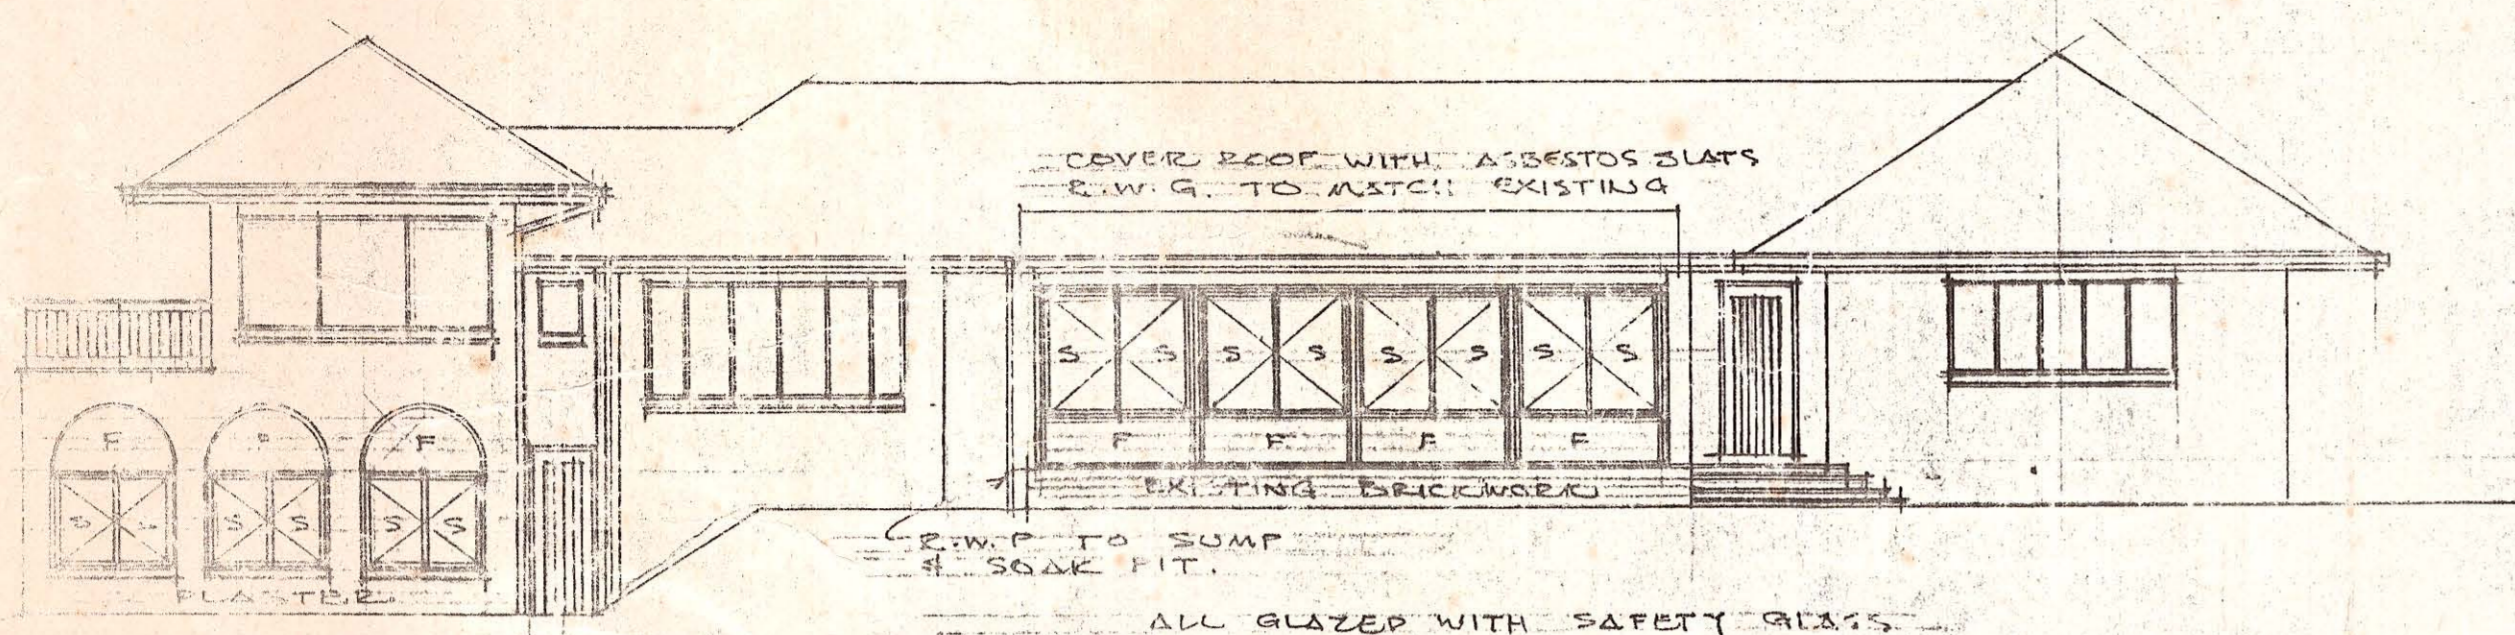 COVER ROOF WITH ASBESTOS SLATS
R.W.G. TO MATCH EXISTING
S S S S S S S S
F F F F
F F F
S S S S S
EXISTING BRICKWORK
R.W.P TO SUMP
& SOAK PIT.
PLASTER
ALL GLAZED WITH SAFETY GLASS